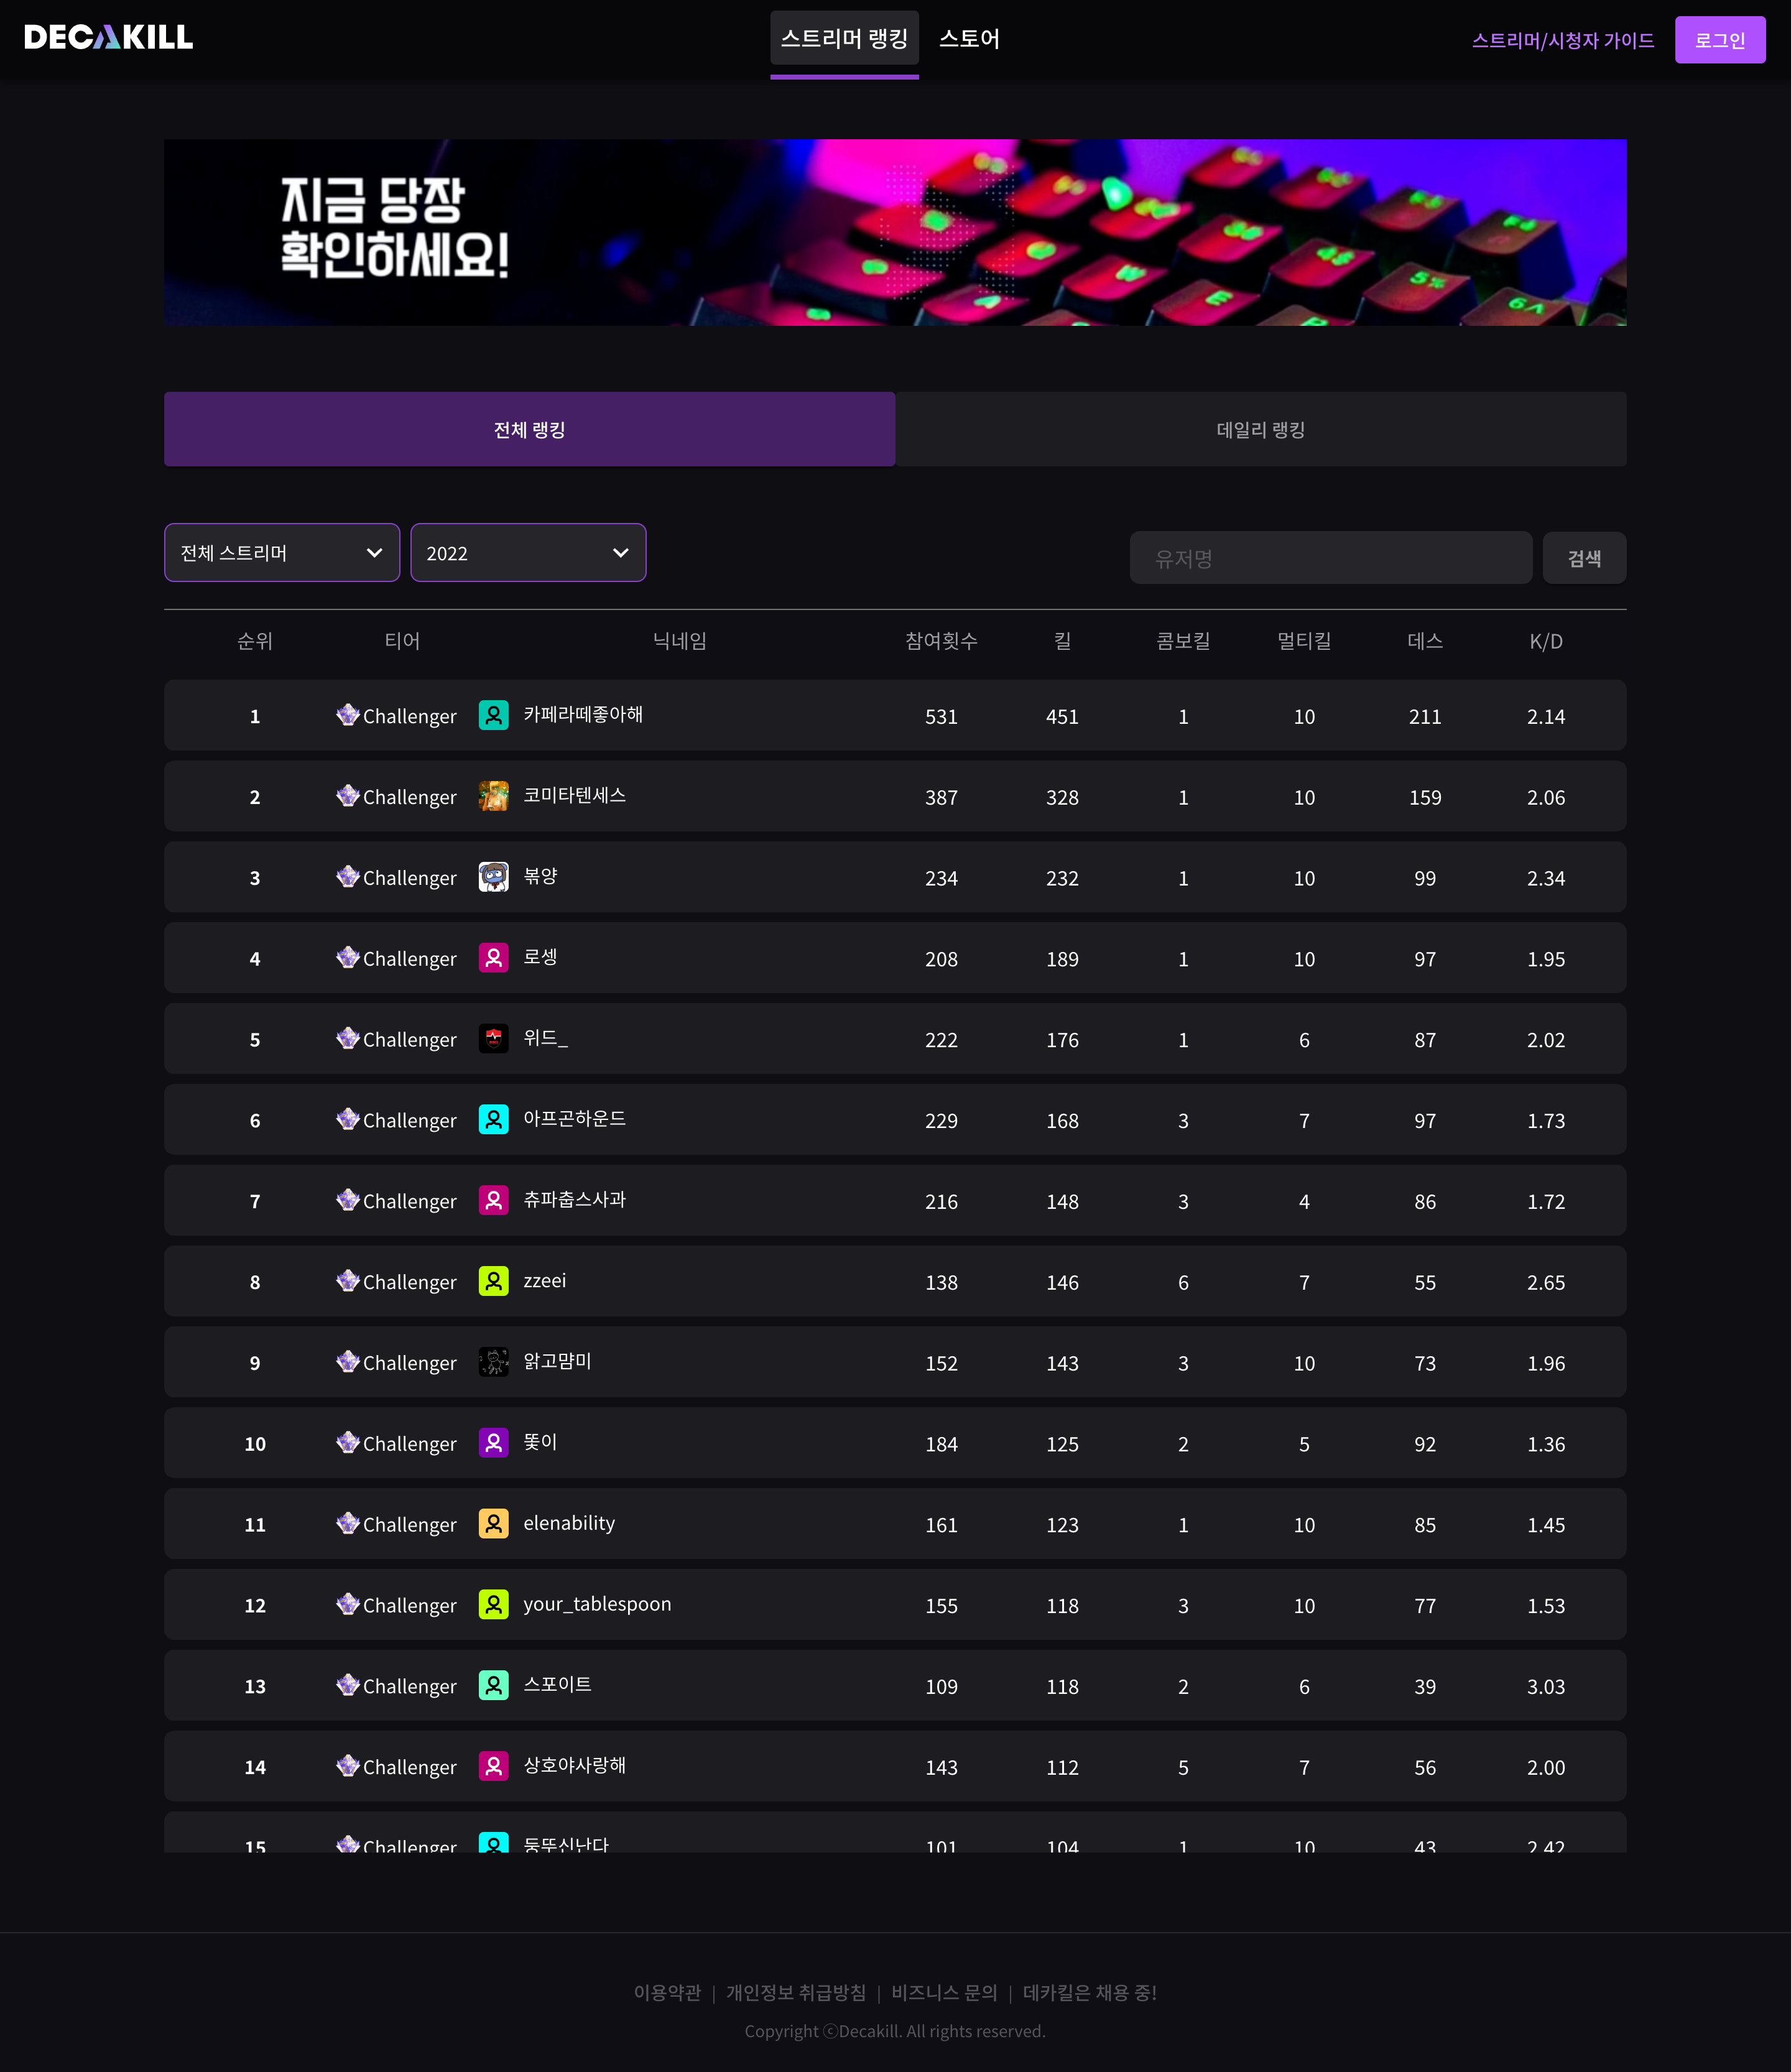 DECAKILL
스트리머 랭킹 스토어
스트리머/시청자 가이드 로그인
지금 당장
확인하세요!
전체 랭킹 데일리 랭킹
전체 스트리머 2022 유저명 검색
순위 티어 닉네임 참여횟수 킬 콤보킬 멀티킬 데스 K/D
1 Challenger 카페라떼좋아해 531 451 1 10 211 2.14
2 Challenger 코미타텐세스 387 328 1 10 159 2.06
3 Challenger 볶양 234 232 1 10 99 2.34
4 Challenger 로셍 208 189 1 10 97 1.95
5 Challenger 위드_ 222 176 1 6 87 2.02
6 Challenger 아프곤하운드 229 168 3 7 97 1.73
7 Challenger 츄파춥스사과 216 148 3 4 86 1.72
8 Challenger zzeei 138 146 6 7 55 2.65
9 Challenger 앍고먐미 152 143 3 10 73 1.96
10 Challenger 똧이 184 125 2 5 92 1.36
11 Challenger elenability 161 123 1 10 85 1.45
12 Challenger your_tablespoon 155 118 3 10 77 1.53
13 Challenger 스포이트 109 118 2 6 39 3.03
14 Challenger 상호야사랑해 143 112 5 7 56 2.00
15 Challenger 둥뚜신난다 101 104 1 10 43 2.42
이용약관 | 개인정보 취급방침 | 비즈니스 문의 | 데카킬은 채용 중!
Copyright ⓒDecakill. All rights reserved.